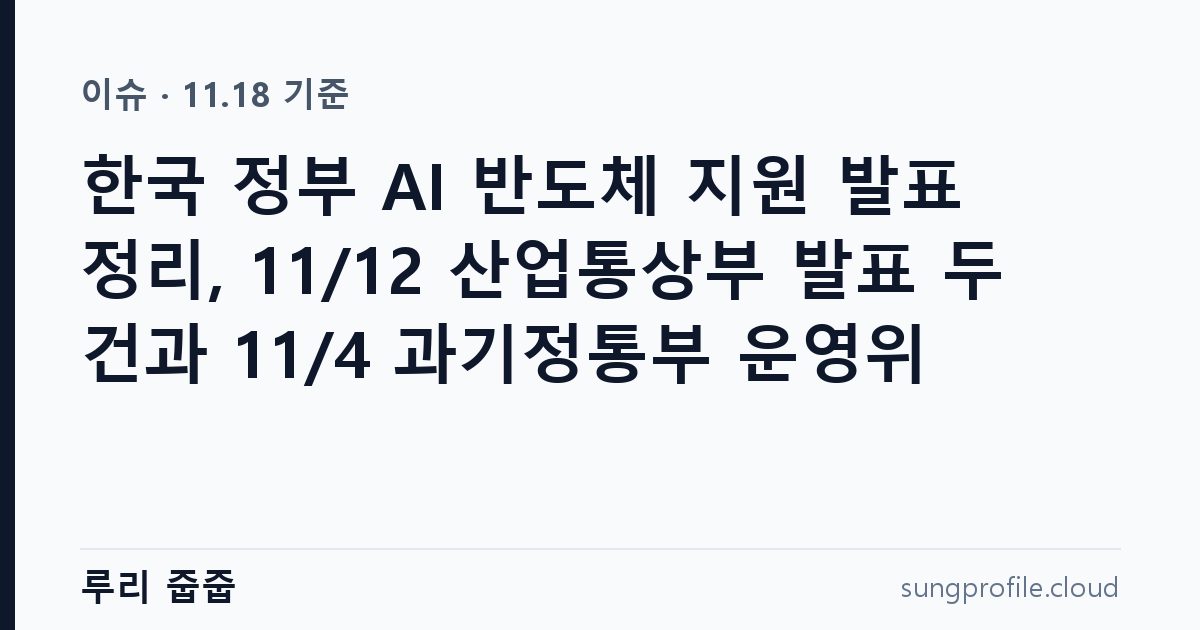 이슈 · 11.18 기준
한국 정부 AI 반도체 지원 발표
정리, 11/12 산업통상부 발표 두
건과 11/4 과기정통부 운영위
루리 줍줍
sungprofile.cloud